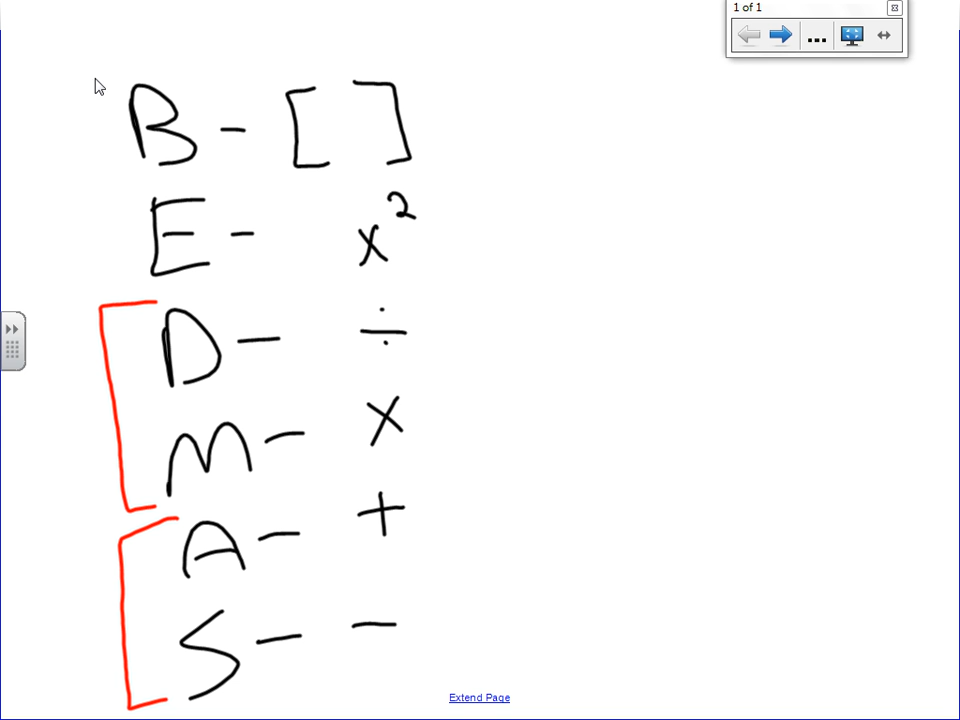 1 of 1
...
B - [ ]
E - x²
D - ÷
M - ×
A - +
S - -
Extend Page